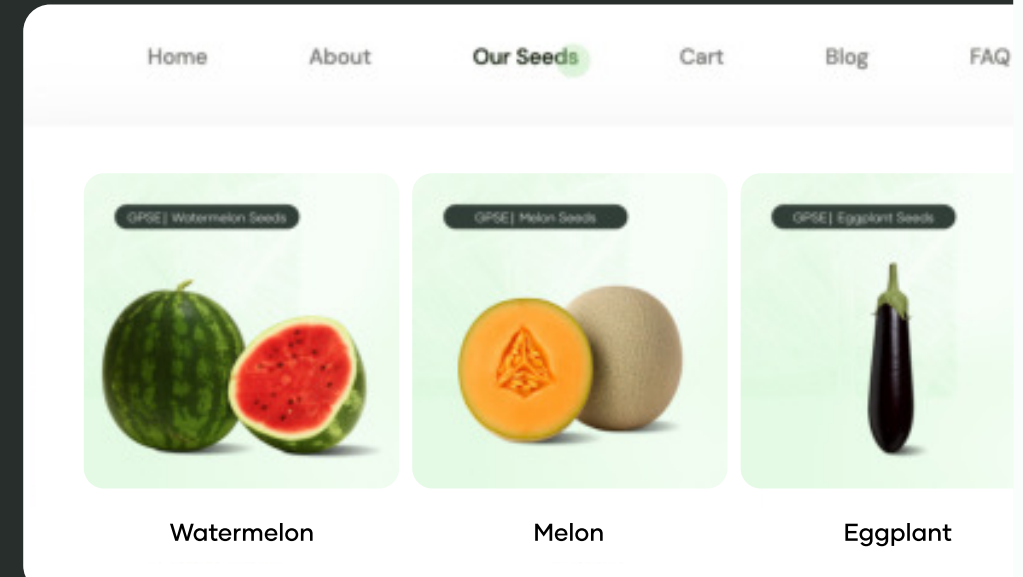 Home About Our Seeds Cart Blog FAQ
GPSE| Watermelon Seeds
GPSE| Melon Seeds
GPSE| Eggplant Seeds
Watermelon
Melon
Eggplant